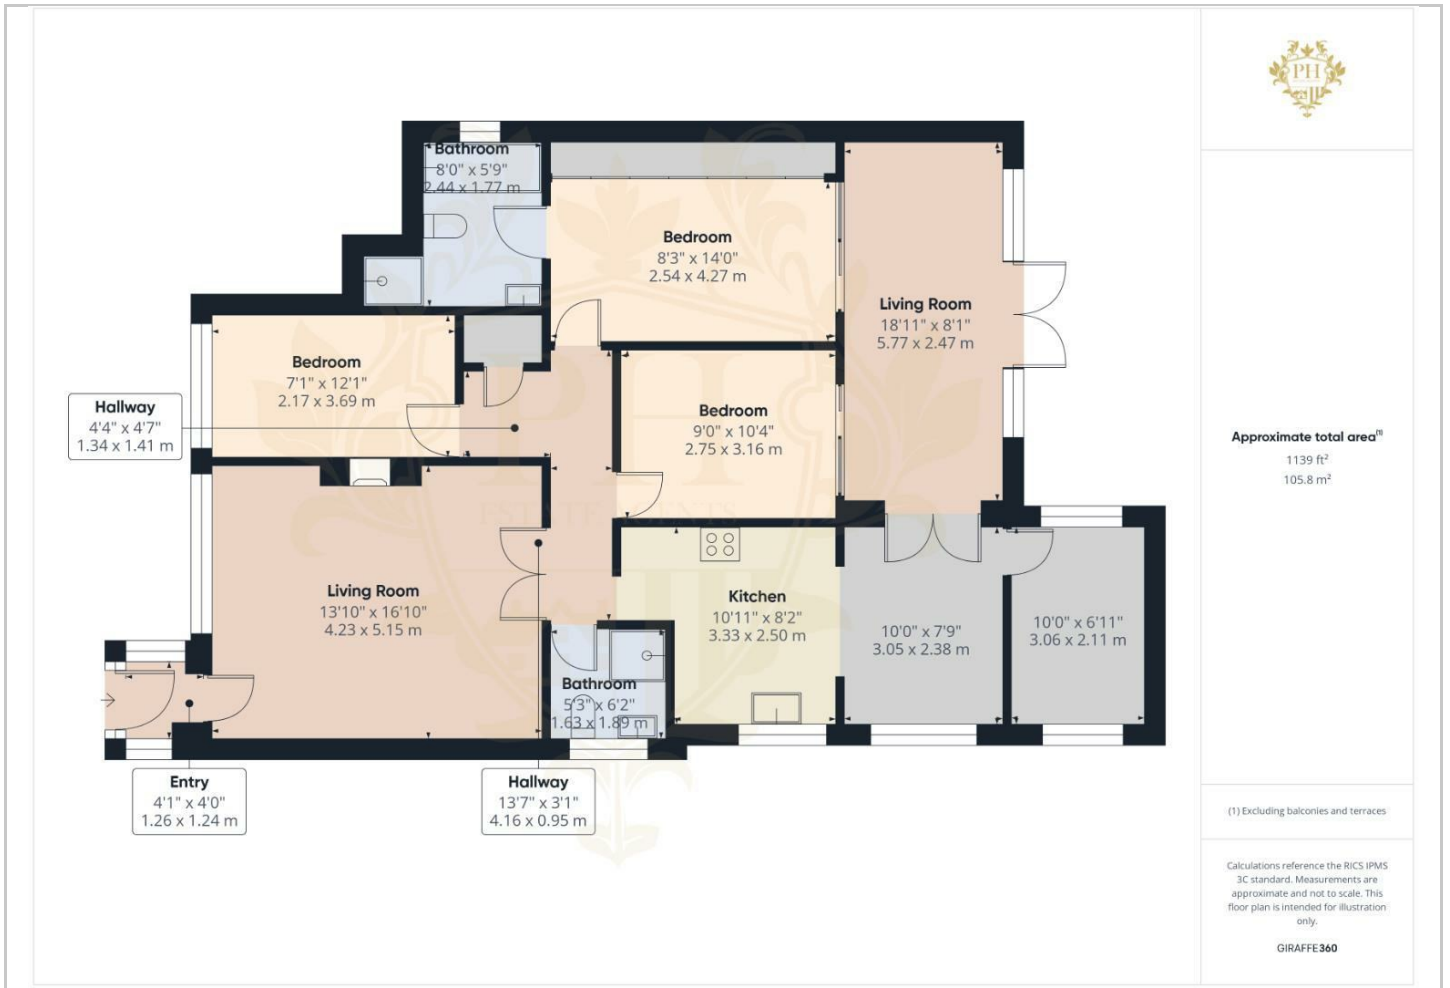 PH
Bathroom
8'0" x 5'9"
2.44 x 1.77 m
Bedroom
8'3" x 14'0"
2.54 x 4.27 m
Living Room
18'11" x 8'1"
5.77 x 2.47 m
Bedroom
7'1" x 12'1"
2.17 x 3.69 m
Hallway
4'4" x 4'7"
1.34 x 1.41 m
Bedroom
9'0" x 10'4"
2.75 x 3.16 m
PH
ESTATE AGENTS
Living Room
13'10" x 16'10"
4.23 x 5.15 m
Kitchen
10'11" x 8'2"
3.33 x 2.50 m
10'0" x 7'9"
3.05 x 2.38 m
10'0" x 6'11"
3.06 x 2.11 m
Bathroom
5'3" x 6'2"
1.63 x 1.89 m
Entry
4'1" x 4'0"
1.26 x 1.24 m
Hallway
13'7" x 3'1"
4.16 x 0.95 m
Approximate total area(1)
1139 ft²
105.8 m²
(1) Excluding balconies and terraces
Calculations reference the RICS IPMS
3C standard. Measurements are
approximate and not to scale. This
floor plan is intended for illustration
only.
GIRAFFE360